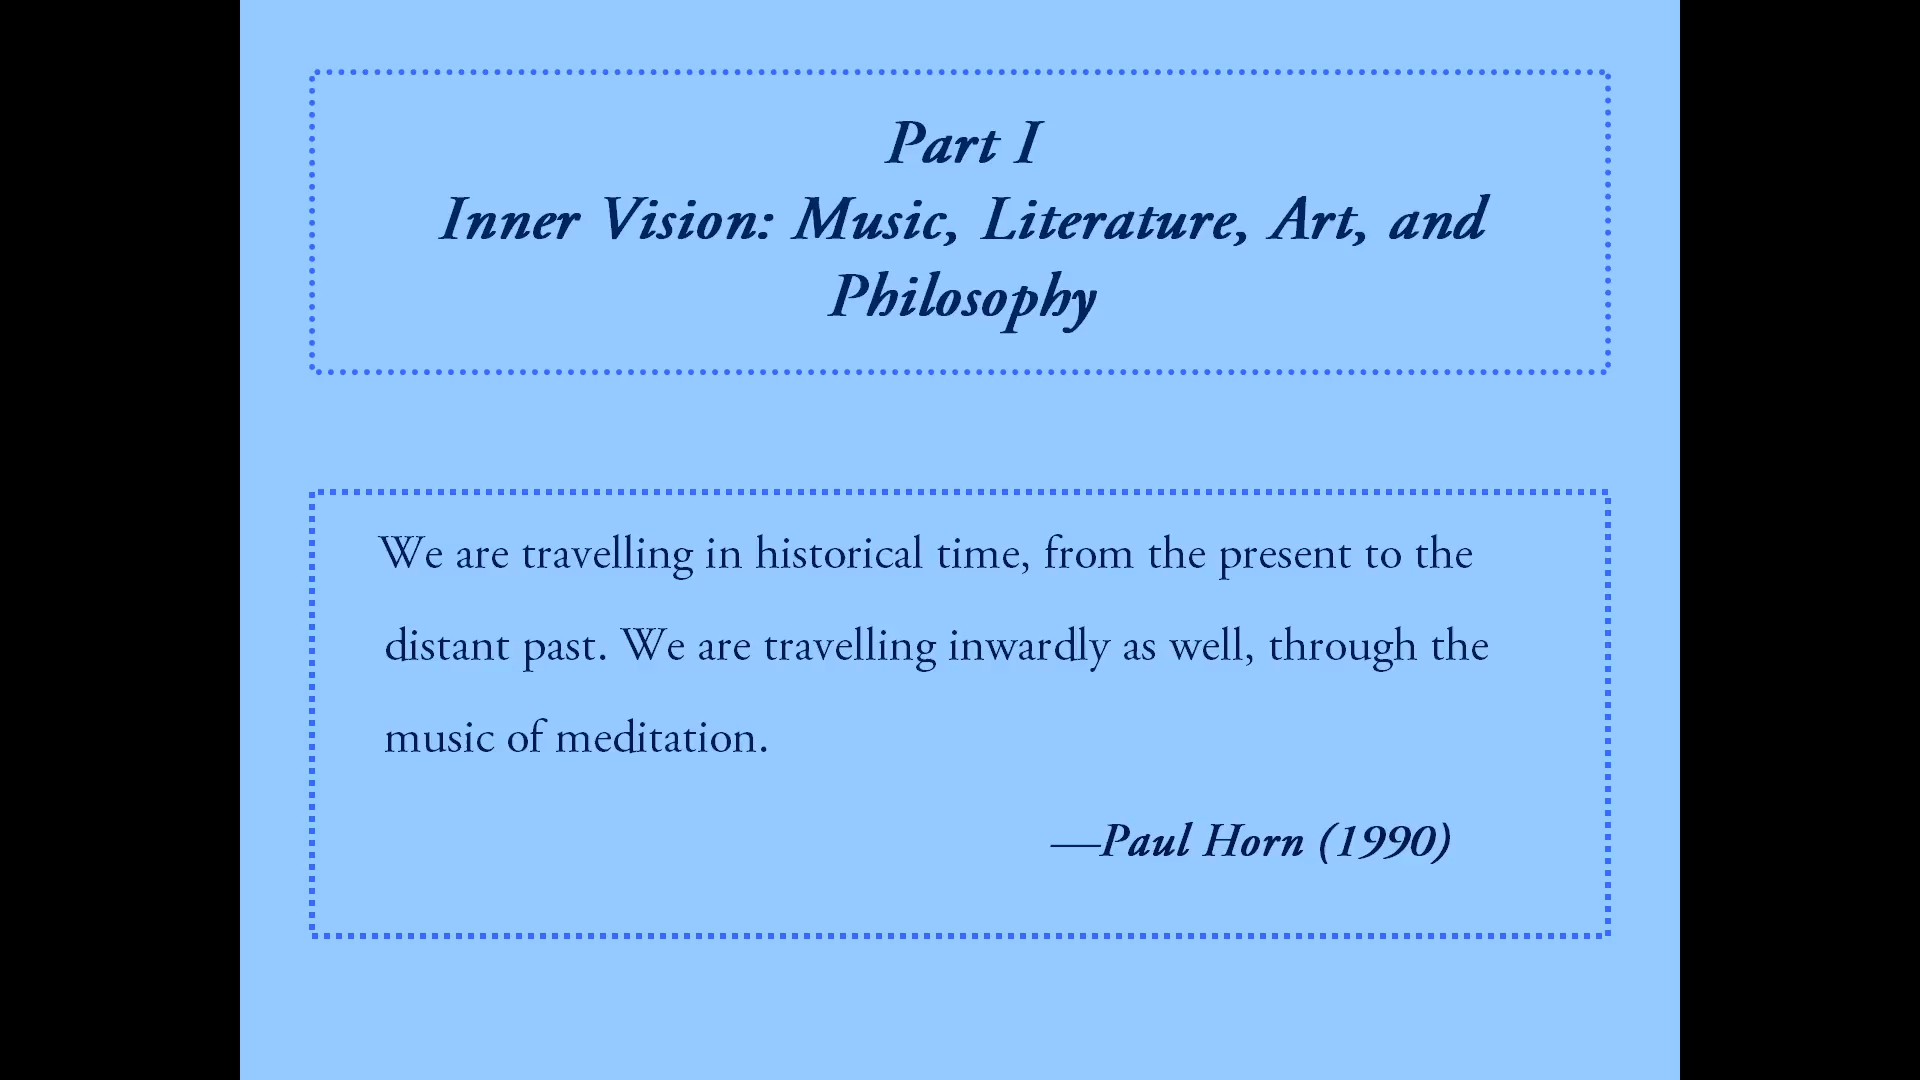 Part I
Inner Vision: Music, Literature, Art, and
Philosophy
We are travelling in historical time, from the present to the
distant past. We are travelling inwardly as well, through the
music of meditation.
—Paul Horn (1990)